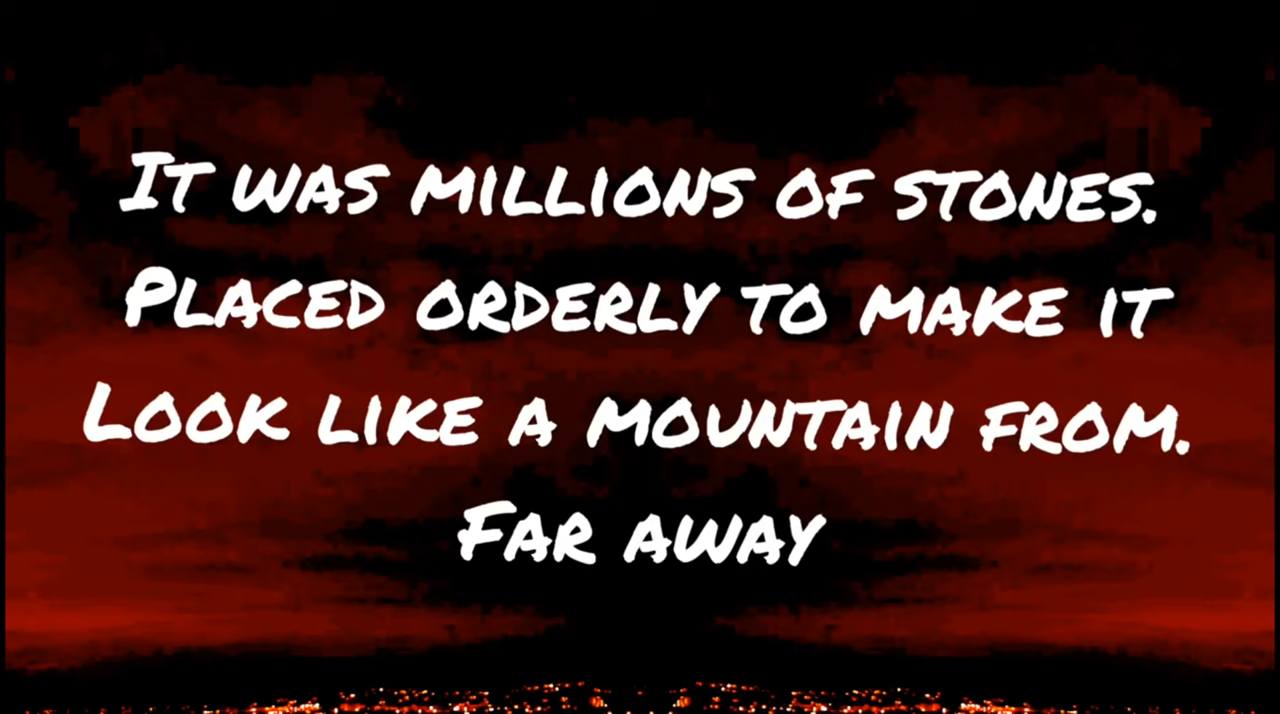 It was millions of stones.
Placed orderly to make it
Look like a mountain from.
Far away